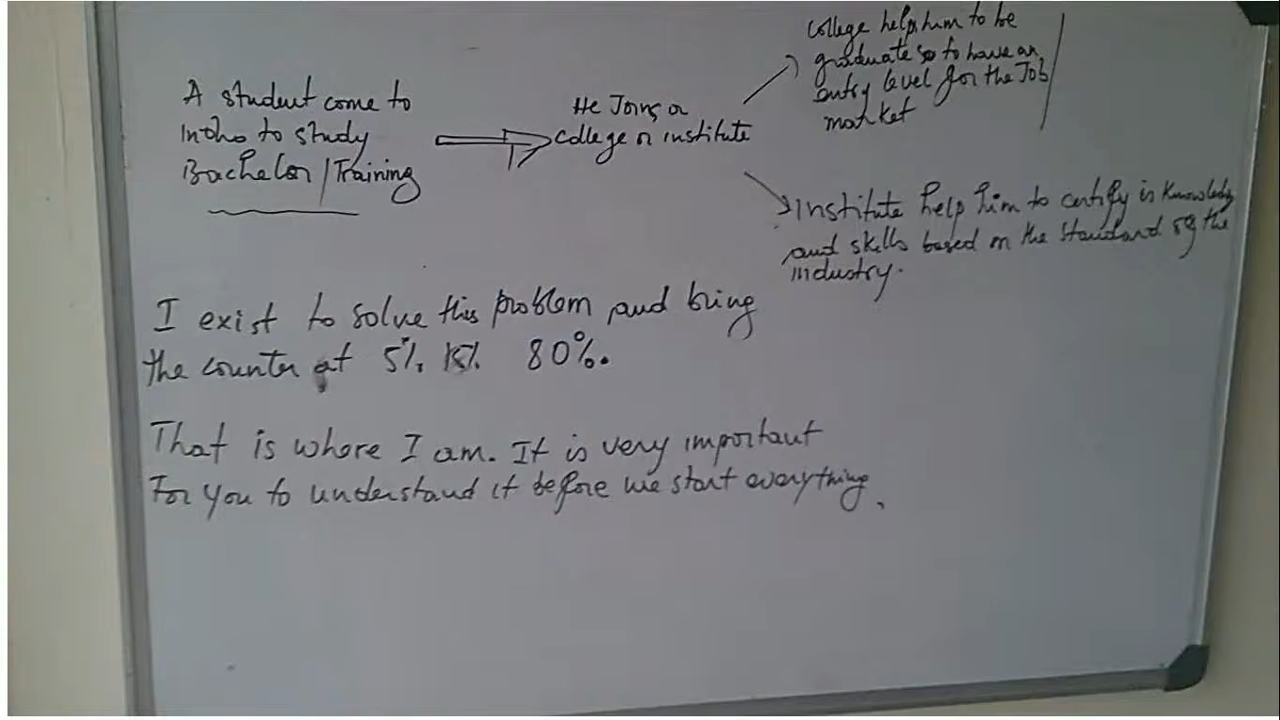 A student come to
to study
Bachelor/Training
He Joins a
college or institute
college help him to be
graduate so to have an
entry level for the Job
market
institute help him to certify is knowledge
and skills based on the standard of the
industry.
I exist to solve this problem and bring
the counter at 5% 15% 80%.
That is where I am. It is very important
For you to understand it before we start everything.